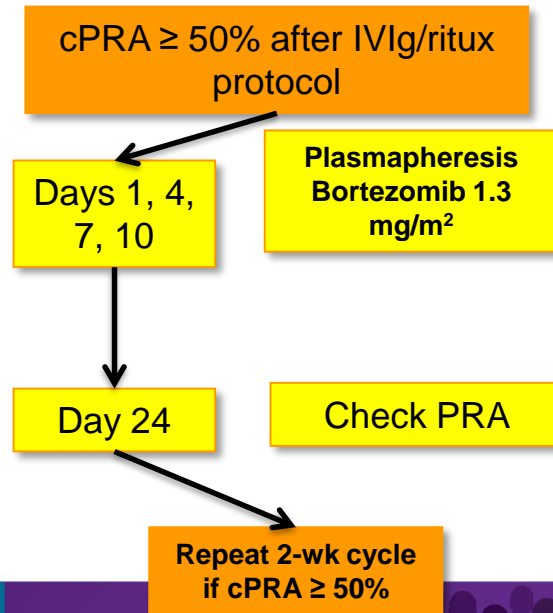 cPRA ≥ 50% after IVIg/ritux
protocol
Days 1, 4,
7, 10
Plasmapheresis
Bortezomib 1.3
mg/m²
Day 24
Check PRA
Repeat 2-wk cycle
if cPRA ≥ 50%